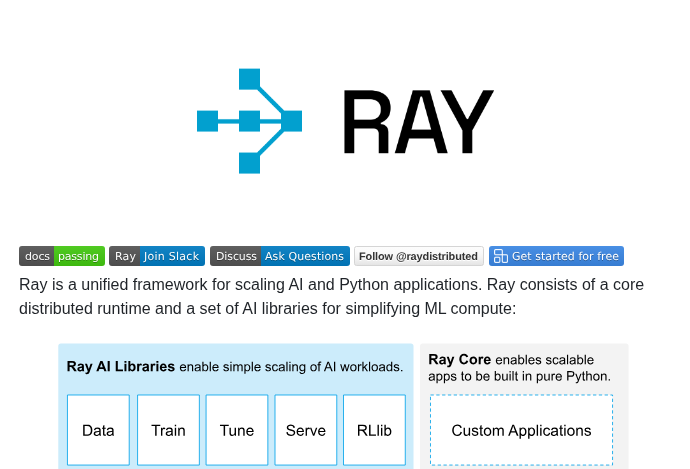 RAY
docs passing Ray Join Slack Discuss Ask Questions Follow @raydistributed Get started for free
Ray is a unified framework for scaling AI and Python applications. Ray consists of a core
distributed runtime and a set of AI libraries for simplifying ML compute:
Ray AI Libraries enable simple scaling of AI workloads.
Data Train Tune Serve RLlib
Ray Core enables scalable
apps to be built in pure Python.
Custom Applications